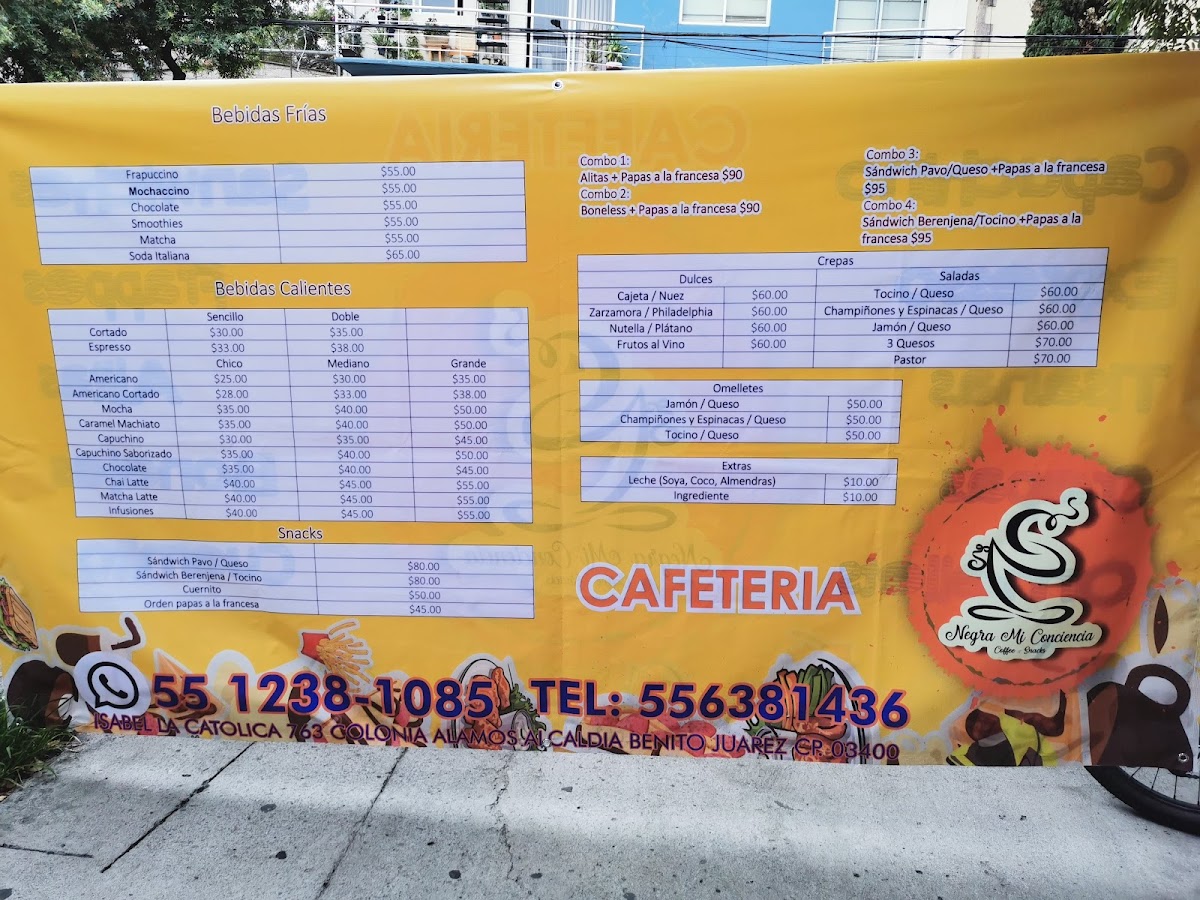 Bebidas Frías
Frapuccino $55.00
Mochaccino $55.00
Chocolate $55.00
Smoothies $55.00
Matcha $55.00
Soda Italiana $65.00
Bebidas Calientes
Sencillo Doble
Cortado $30.00 $35.00
Espresso $33.00 $38.00
Chico Mediano Grande
Americano $25.00 $30.00 $35.00
Americano Cortado $28.00 $33.00 $38.00
Mocha $35.00 $40.00 $50.00
Caramel Machiato $35.00 $40.00 $50.00
Capuchino $30.00 $35.00 $45.00
Capuchino Saborizado $35.00 $40.00 $50.00
Chocolate $35.00 $40.00 $45.00
Chai Latte $40.00 $45.00 $55.00
Matcha Latte $40.00 $45.00 $55.00
Infusiones $40.00 $45.00 $55.00
Snacks
Sándwich Pavo / Queso $80.00
Sándwich Berenjena / Tocino $80.00
Cuernito $50.00
Orden papas a la francesa $45.00
Combo 1:
Alitas + Papas a la francesa $90
Combo 2:
Boneless + Papas a la francesa $90
Combo 3:
Sándwich Pavo/Queso +Papas a la francesa
$95
Combo 4:
Sándwich Berenjena/Tocino +Papas a la
francesa $95
Crepas
Dulces Saladas
Cajeta / Nuez $60.00 Tocino / Queso $60.00
Zarzamora / Philadelphia $60.00 Champiñones y Espinacas / Queso $60.00
Nutella / Plátano $60.00 Jamón / Queso $60.00
Frutos al Vino $60.00 3 Quesos $70.00
Pastor $70.00
Omelletes
Jamón / Queso $50.00
Champiñones y Espinacas / Queso $50.00
Tocino / Queso $50.00
Extras
Leche (Soya, Coco, Almendras) $10.00
Ingrediente $10.00
CAFETERIA
Negra Mi Conciencia
Coffee - Snacks
55 1238-1085 TEL: 556381436
ISABEL LA CATOLICA 763 COLONIA ALAMOS ALCALDIA BENITO JUAREZ CP. 03400